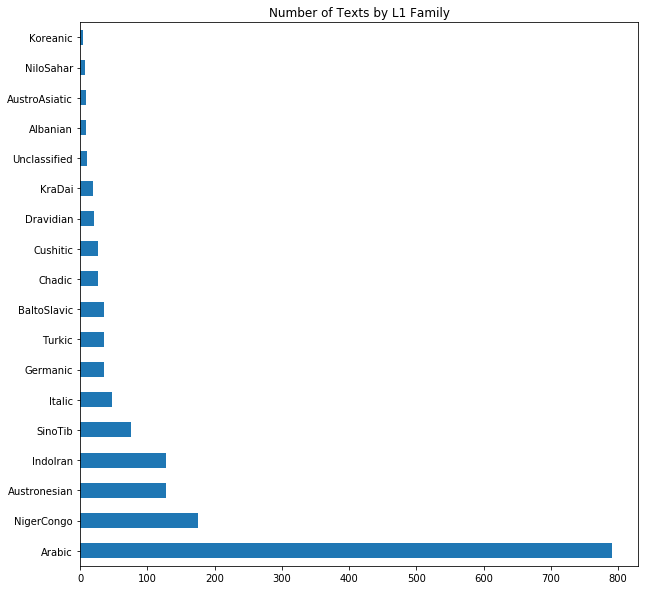 Number of Texts by L1 Family
Koreanic
NiloSahar
AustroAsiatic
Albanian
Unclassified
KraDai
Dravidian
Cushitic
Chadic
BaltoSlavic
Turkic
Germanic
Italic
SinoTib
IndoIran
Austronesian
NigerCongo
Arabic
0 100 200 300 400 500 600 700 800